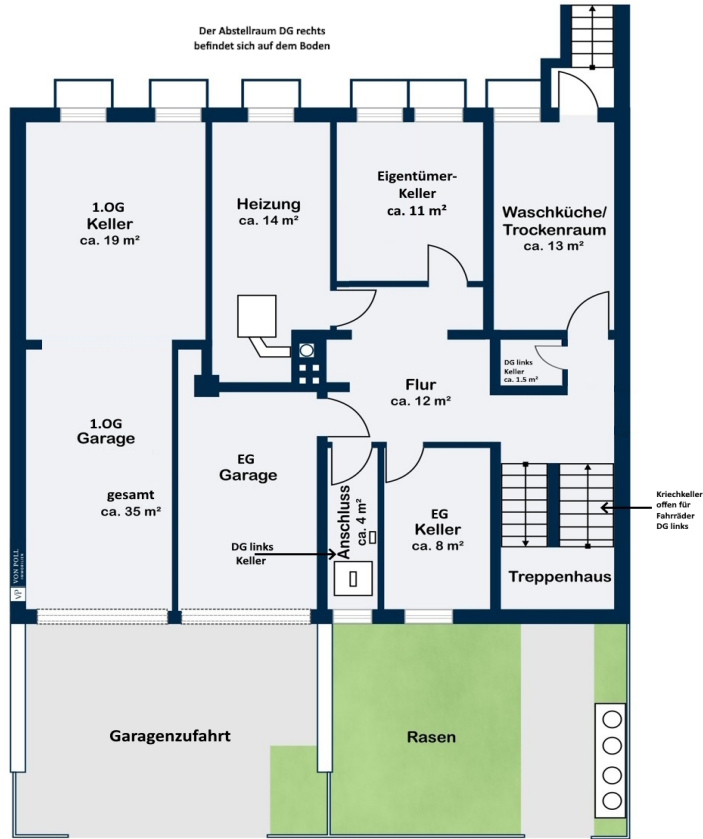 Der Abstellraum DG rechts
befindet sich auf dem Boden
1.OG
Keller
ca. 19 m²
Heizung
ca. 14 m²
Eigentümer-
Keller
ca. 11 m²
Waschküche/
Trockenraum
ca. 13 m²
DG links
Keller
ca. 1.5 m²
Flur
ca. 12 m²
1.OG
Garage
gesamt
ca. 35 m²
EG
Garage
DG links
Keller
Anschluss
ca. 4 m²
EG
Keller
ca. 8 m²
Kriechkeller
offen für
Fahrräder
DG links
Treppenhaus
VP VON POLL
IMMOBILIEN
Garagenzufahrt
Rasen